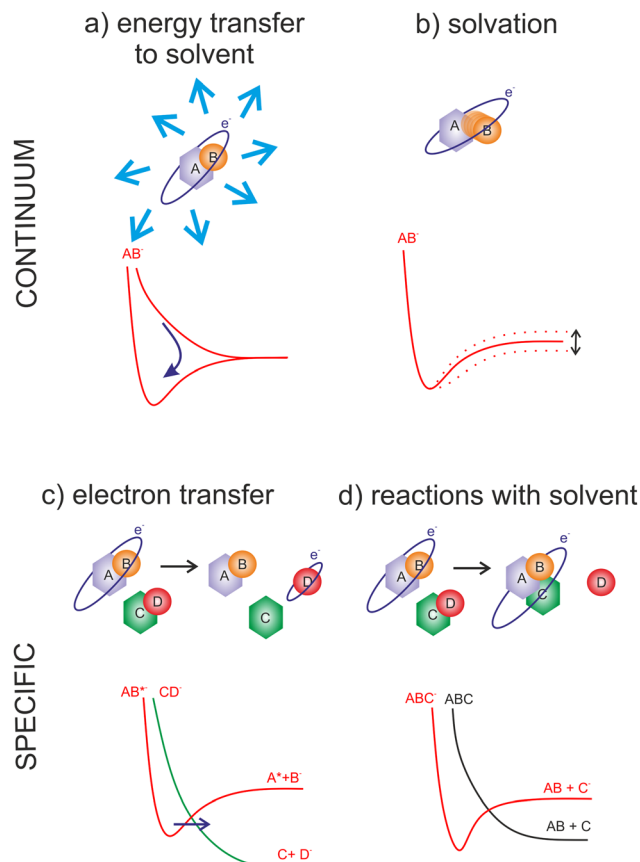 a) energy transfer
to solvent
b) solvation
CONTINUUM
e-
A
B
e-
A
B
AB-
AB-
c) electron transfer
d) reactions with solvent
SPECIFIC
e-
A
B
C
D
A
B
e-
D
C
e-
A
B
C
D
e-
A
B
C
D
AB*-
CD-
A*+B-
C+ D-
ABC-
ABC
AB + C-
AB + C